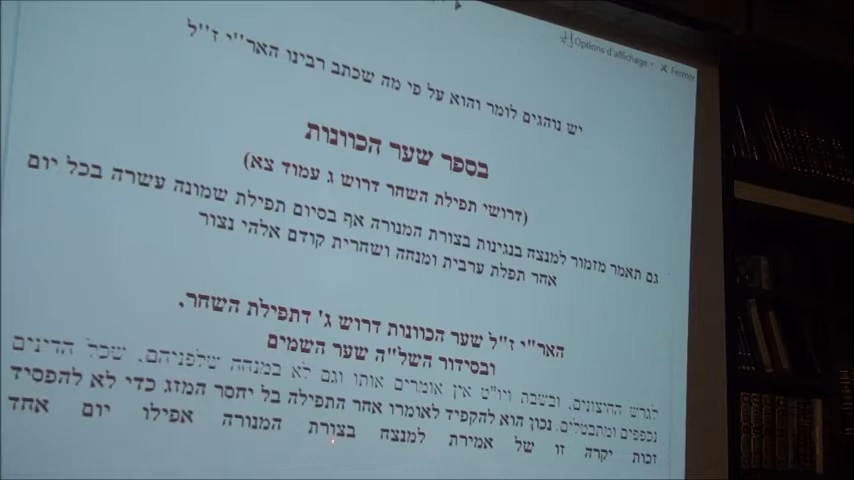 Options d'affichage
Fermer
יש נוהגים לומר והוא על פי מה שכתב רבינו האר''י ז''ל
בספר שער הכוונות
(דרושי תפילת השחר דרוש ג עמוד צא)
גם תאמר מזמור למנצח בנגינות בצורת המנורה אף בסיום תפילת שמונה עשרה בכל יום
אחר תפלת ערבית ומנחה ושחרית קודם אלהי נצור
האר''י ז''ל שער הכוונות דרוש ג' דתפילת השחר,
ובסידור השל''ה שער השמים
לגרש החיצונים, ובשבת ויו''ט אין אומרים אותו וגם לא במנחה שלפניהם, שכל הדינים
נכפפים ומתבטלים. נכון הוא להקפיד לאומרו אחר התפילה בל יחסר המזג כדי לא להפסיד
זכות יקרה זו של אמירת למנצח בצורת המנורה אפילו יום אחד